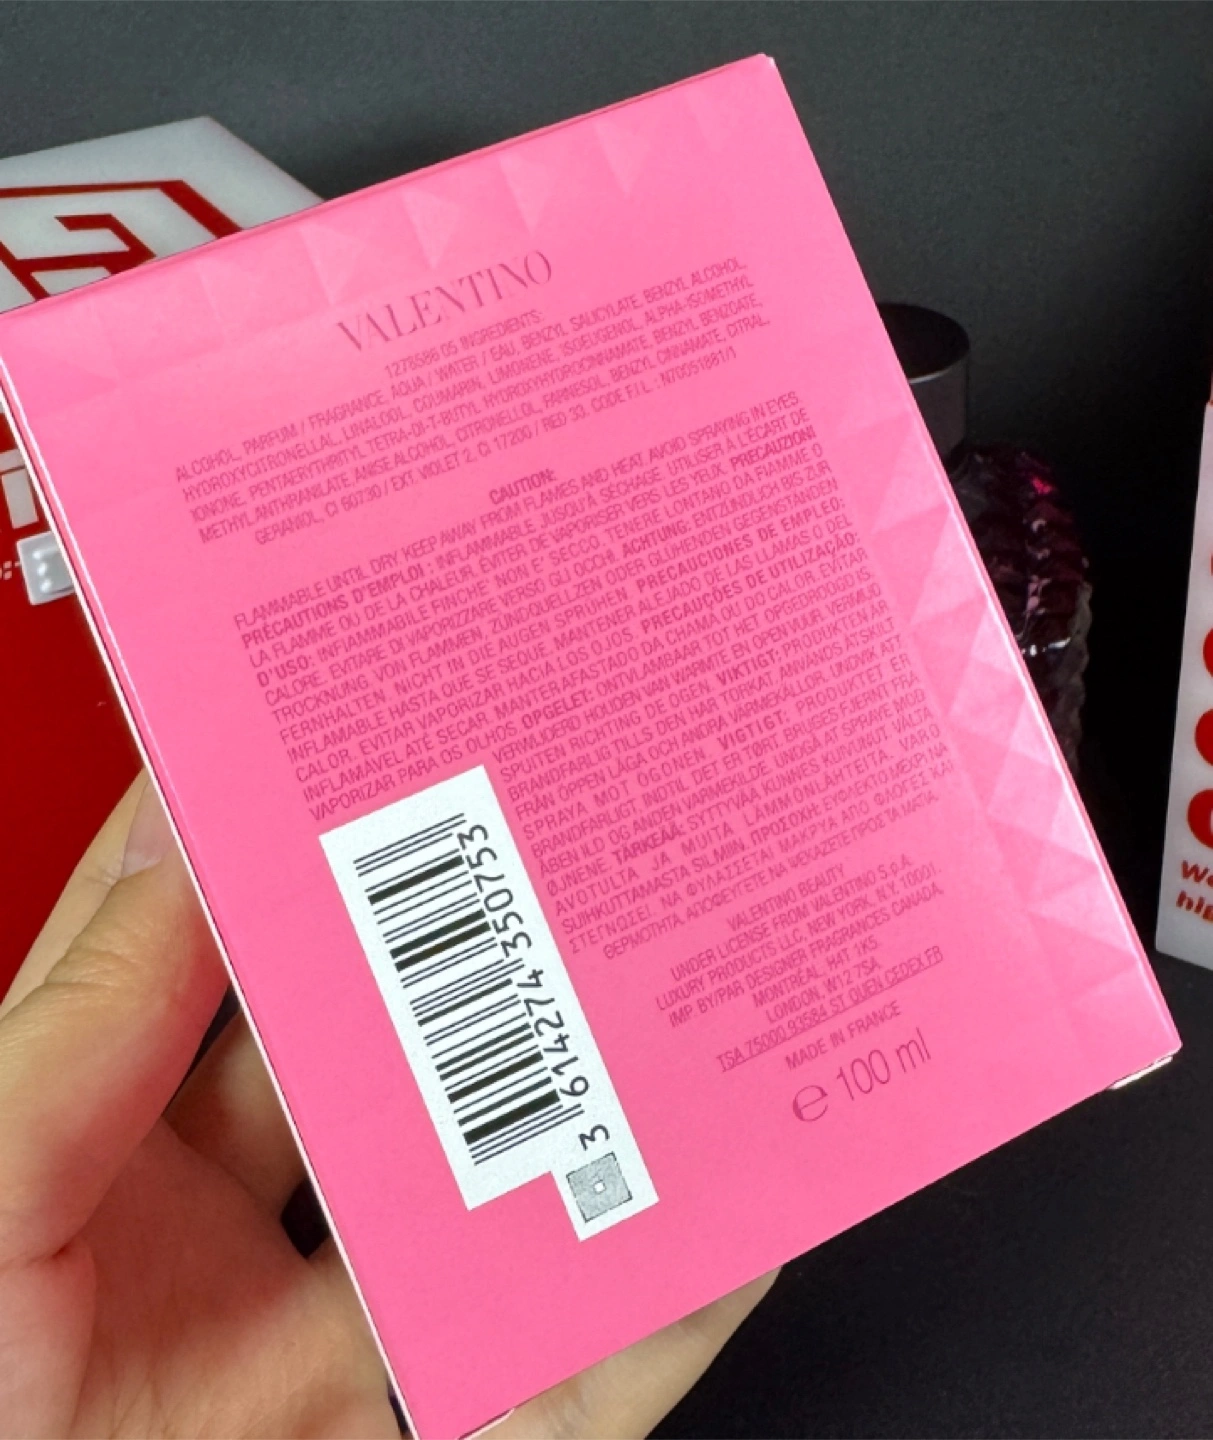 VALENTINO
1278588 05 INGREDIENTS:
ALCOHOL, PARFUM / FRAGRANCE, AQUA / WATER / EAU, BENZYL SALICYLATE, BENZYL ALCOHOL,
HYDROXYCITRONELLAL, LINALOOL, COUMARIN, LIMONENE, ISOEUGENOL, ALPHA-ISOMETHYL
IONONE, PENTAERYTHRITYL TETRA-DI-T-BUTYL HYDROXYHYDROCINNAMATE, BENZYL BENZOATE,
METHYL ANTHRANILATE, ANISE ALCOHOL, CITRONELLOL, FARNESOL, BENZYL CINNAMATE, CITRAL,
GERANIOL, CI 60730 / EXT. VIOLET 2, CI 17200 / RED 33. CODE F.I.L. : N70051881/1
CAUTION:
FLAMMABLE UNTIL DRY. KEEP AWAY FROM FLAMES AND HEAT. AVOID SPRAYING IN EYES.
PRÉCAUTIONS D'EMPLOI : INFLAMMABLE JUSQU'À SÉCHAGE. UTILISER À L'ÉCART DE
LA FLAMME OU DE LA CHALEUR. ÉVITER DE VAPORISER VERS LES YEUX. PRECAUZIONI
D'USO: INFIAMMABILE FINCHE' NON E' SECCO. TENERE LONTANO DA FIAMME O
CALORE. EVITARE DI VAPORIZZARE VERSO GLI OCCHI. ACHTUNG: ENTZÜNDLICH BIS ZUR
TROCKNUNG. VON FLAMMEN, ZÜNDQUELLZEN ODER GLÜHENDEN GEGENSTÄNDEN
FERNHALTEN. NICHT IN DIE AUGEN SPRÜHEN. PRECAUCIONES DE EMPLEO:
INFLAMABLE HASTA QUE SE SEQUE. MANTENER ALEJADO DE LAS LLAMAS O DEL
CALOR. EVITAR VAPORIZAR HACIA LOS OJOS. PRECAUÇÕES DE UTILIZAÇÃO:
INFLAMÁVEL ATÉ SECAR. MANTER AFASTADO DA CHAMA OU DO CALOR. EVITAR
VAPORIZAR PARA OS OLHOS. OPGELET: ONTVLAMBAAR TOT HET OPGEDROOGD IS.
VERWIJDERD HOUDEN VAN WARMTE EN OPEN VUUR. VERMIJD
SPUITEN RICHTING DE OGEN. VIKTIGT: PRODUKTEN ÄR
BRANDFARLIG TILLS DEN HAR TORKAT. ANVÄNDS ÅTSKILT
FRÅN ÖPPEN LÅGA OCH ANDRA VÄRMEKÄLLOR. UNDVIK ATT
SPRAYA MOT ÖGONEN. VIGTIGT: PRODUKTET ER
BRANDFARLIGT INDTIL DET ER TØRT. BRUGES FJERNT FRA
ÅBEN ILD OG ANDEN VARMEKILDE. UNDGÅ AT SPRAYE MOD
ØJNENE. TÄRKEÄÄ: SYTTYVÄÄ KUNNES KUIVUNUT. VÄLTÄ
AVOTULTA JA MUITA LÄMMÖNLÄHTEITÄ. VARO
SUIHKUTTAMASTA SILMIIN. ΠΡΟΣΟΧΗ: ΕΥΦΛΕΚΤΟ ΜΕΧΡΙ ΝΑ
ΣΤΕΓΝΩΣΕΙ. ΝΑ ΦΥΛΑΣΣΕΤΑΙ ΜΑΚΡΥΑ ΑΠΟ ΦΛΟΓΕΣ ΚΑΙ
ΘΕΡΜΟΤΗΤΑ. ΑΠΟΦΕΥΓΕΤΕ ΝΑ ΨΕΚΑΖΕΤΕ ΠΡΟΣ ΤΑ ΜΑΤΙΑ.
VALENTINO BEAUTY
UNDER LICENSE FROM VALENTINO S.p.A.
LUXURY PRODUCTS LLC, NEW YORK, N.Y. 10001.
IMP. BY/PAR DESIGNER FRAGRANCES CANADA,
MONTRÉAL, H4T 1K5.
LONDON, W12 7SA.
TSA 75000 93584 ST OUEN CEDEX.FR
MADE IN FRANCE
e 100 ml
3 614274 350753